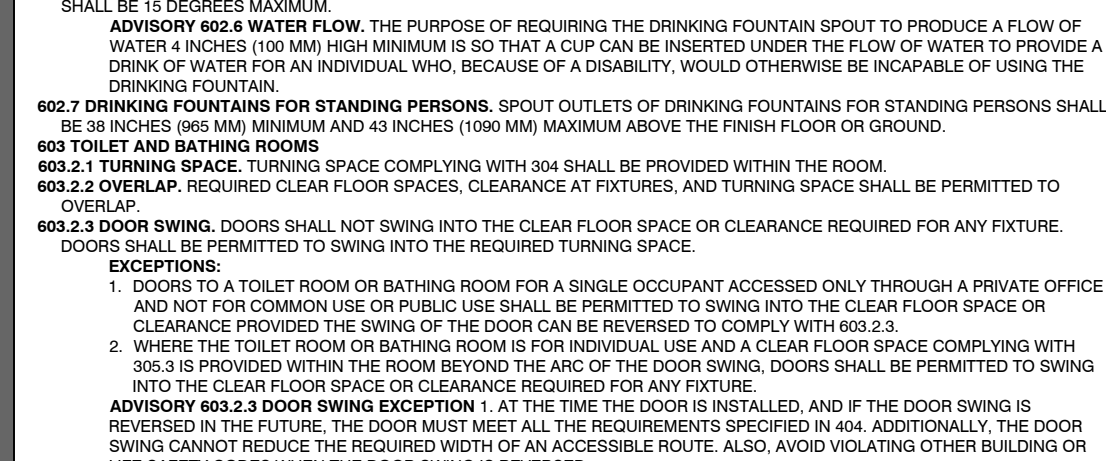 SHALL BE 15 DEGREES MAXIMUM.
ADVISORY 602.6 WATER FLOW. THE PURPOSE OF REQUIRING THE DRINKING FOUNTAIN SPOUT TO PRODUCE A FLOW OF
WATER 4 INCHES (100 MM) HIGH MINIMUM IS SO THAT A CUP CAN BE INSERTED UNDER THE FLOW OF WATER TO PROVIDE A
DRINK OF WATER FOR AN INDIVIDUAL WHO, BECAUSE OF A DISABILITY, WOULD OTHERWISE BE INCAPABLE OF USING THE
DRINKING FOUNTAIN.
602.7 DRINKING FOUNTAINS FOR STANDING PERSONS. SPOUT OUTLETS OF DRINKING FOUNTAINS FOR STANDING PERSONS SHALL
BE 38 INCHES (965 MM) MINIMUM AND 43 INCHES (1090 MM) MAXIMUM ABOVE THE FINISH FLOOR OR GROUND.
603 TOILET AND BATHING ROOMS
603.2.1 TURNING SPACE. TURNING SPACE COMPLYING WITH 304 SHALL BE PROVIDED WITHIN THE ROOM.
603.2.2 OVERLAP. REQUIRED CLEAR FLOOR SPACES, CLEARANCE AT FIXTURES, AND TURNING SPACE SHALL BE PERMITTED TO
OVERLAP.
603.2.3 DOOR SWING. DOORS SHALL NOT SWING INTO THE CLEAR FLOOR SPACE OR CLEARANCE REQUIRED FOR ANY FIXTURE.
DOORS SHALL BE PERMITTED TO SWING INTO THE REQUIRED TURNING SPACE.
EXCEPTIONS:
1. DOORS TO A TOILET ROOM OR BATHING ROOM FOR A SINGLE OCCUPANT ACCESSED ONLY THROUGH A PRIVATE OFFICE
AND NOT FOR COMMON USE OR PUBLIC USE SHALL BE PERMITTED TO SWING INTO THE CLEAR FLOOR SPACE OR
CLEARANCE PROVIDED THE SWING OF THE DOOR CAN BE REVERSED TO COMPLY WITH 603.2.3.
2. WHERE THE TOILET ROOM OR BATHING ROOM IS FOR INDIVIDUAL USE AND A CLEAR FLOOR SPACE COMPLYING WITH
305.3 IS PROVIDED WITHIN THE ROOM BEYOND THE ARC OF THE DOOR SWING, DOORS SHALL BE PERMITTED TO SWING
INTO THE CLEAR FLOOR SPACE OR CLEARANCE REQUIRED FOR ANY FIXTURE.
ADVISORY 603.2.3 DOOR SWING EXCEPTION 1. AT THE TIME THE DOOR IS INSTALLED, AND IF THE DOOR SWING IS
REVERSED IN THE FUTURE, THE DOOR MUST MEET ALL THE REQUIREMENTS SPECIFIED IN 404. ADDITIONALLY, THE DOOR
SWING CANNOT REDUCE THE REQUIRED WIDTH OF AN ACCESSIBLE ROUTE. ALSO, AVOID VIOLATING OTHER BUILDING OR